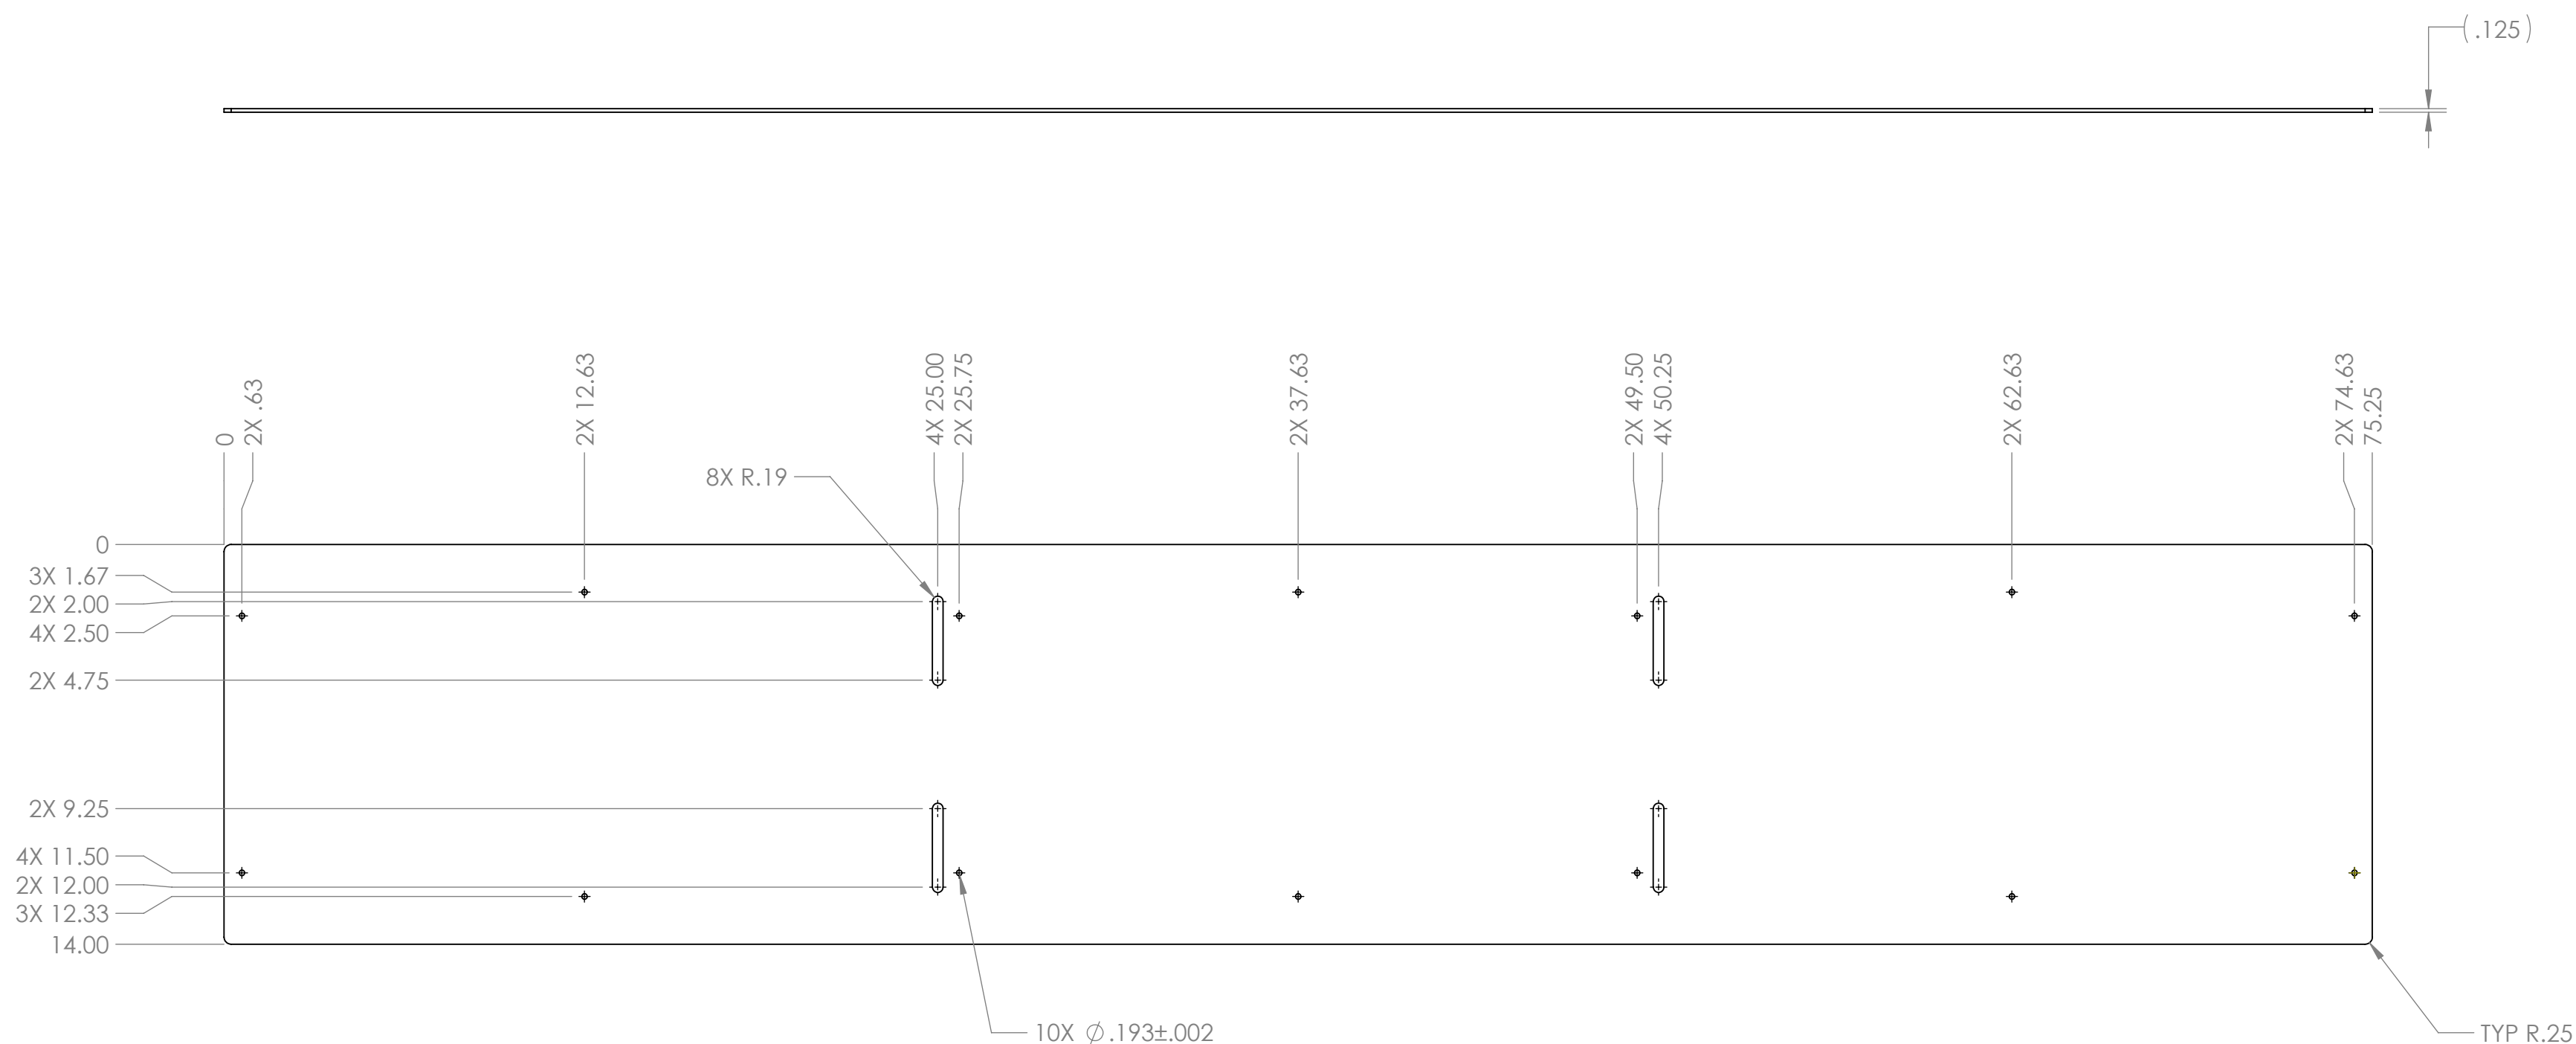 (.125)
0
2X .63
2X 12.63
4X 25.00
2X 25.75
2X 37.63
2X 49.50
4X 50.25
2X 62.63
2X 74.63
75.25
8X R.19
0
3X 1.67
2X 2.00
4X 2.50
2X 4.75
2X 9.25
4X 11.50
2X 12.00
3X 12.33
14.00
10X ∅.193±.002
TYP R.25